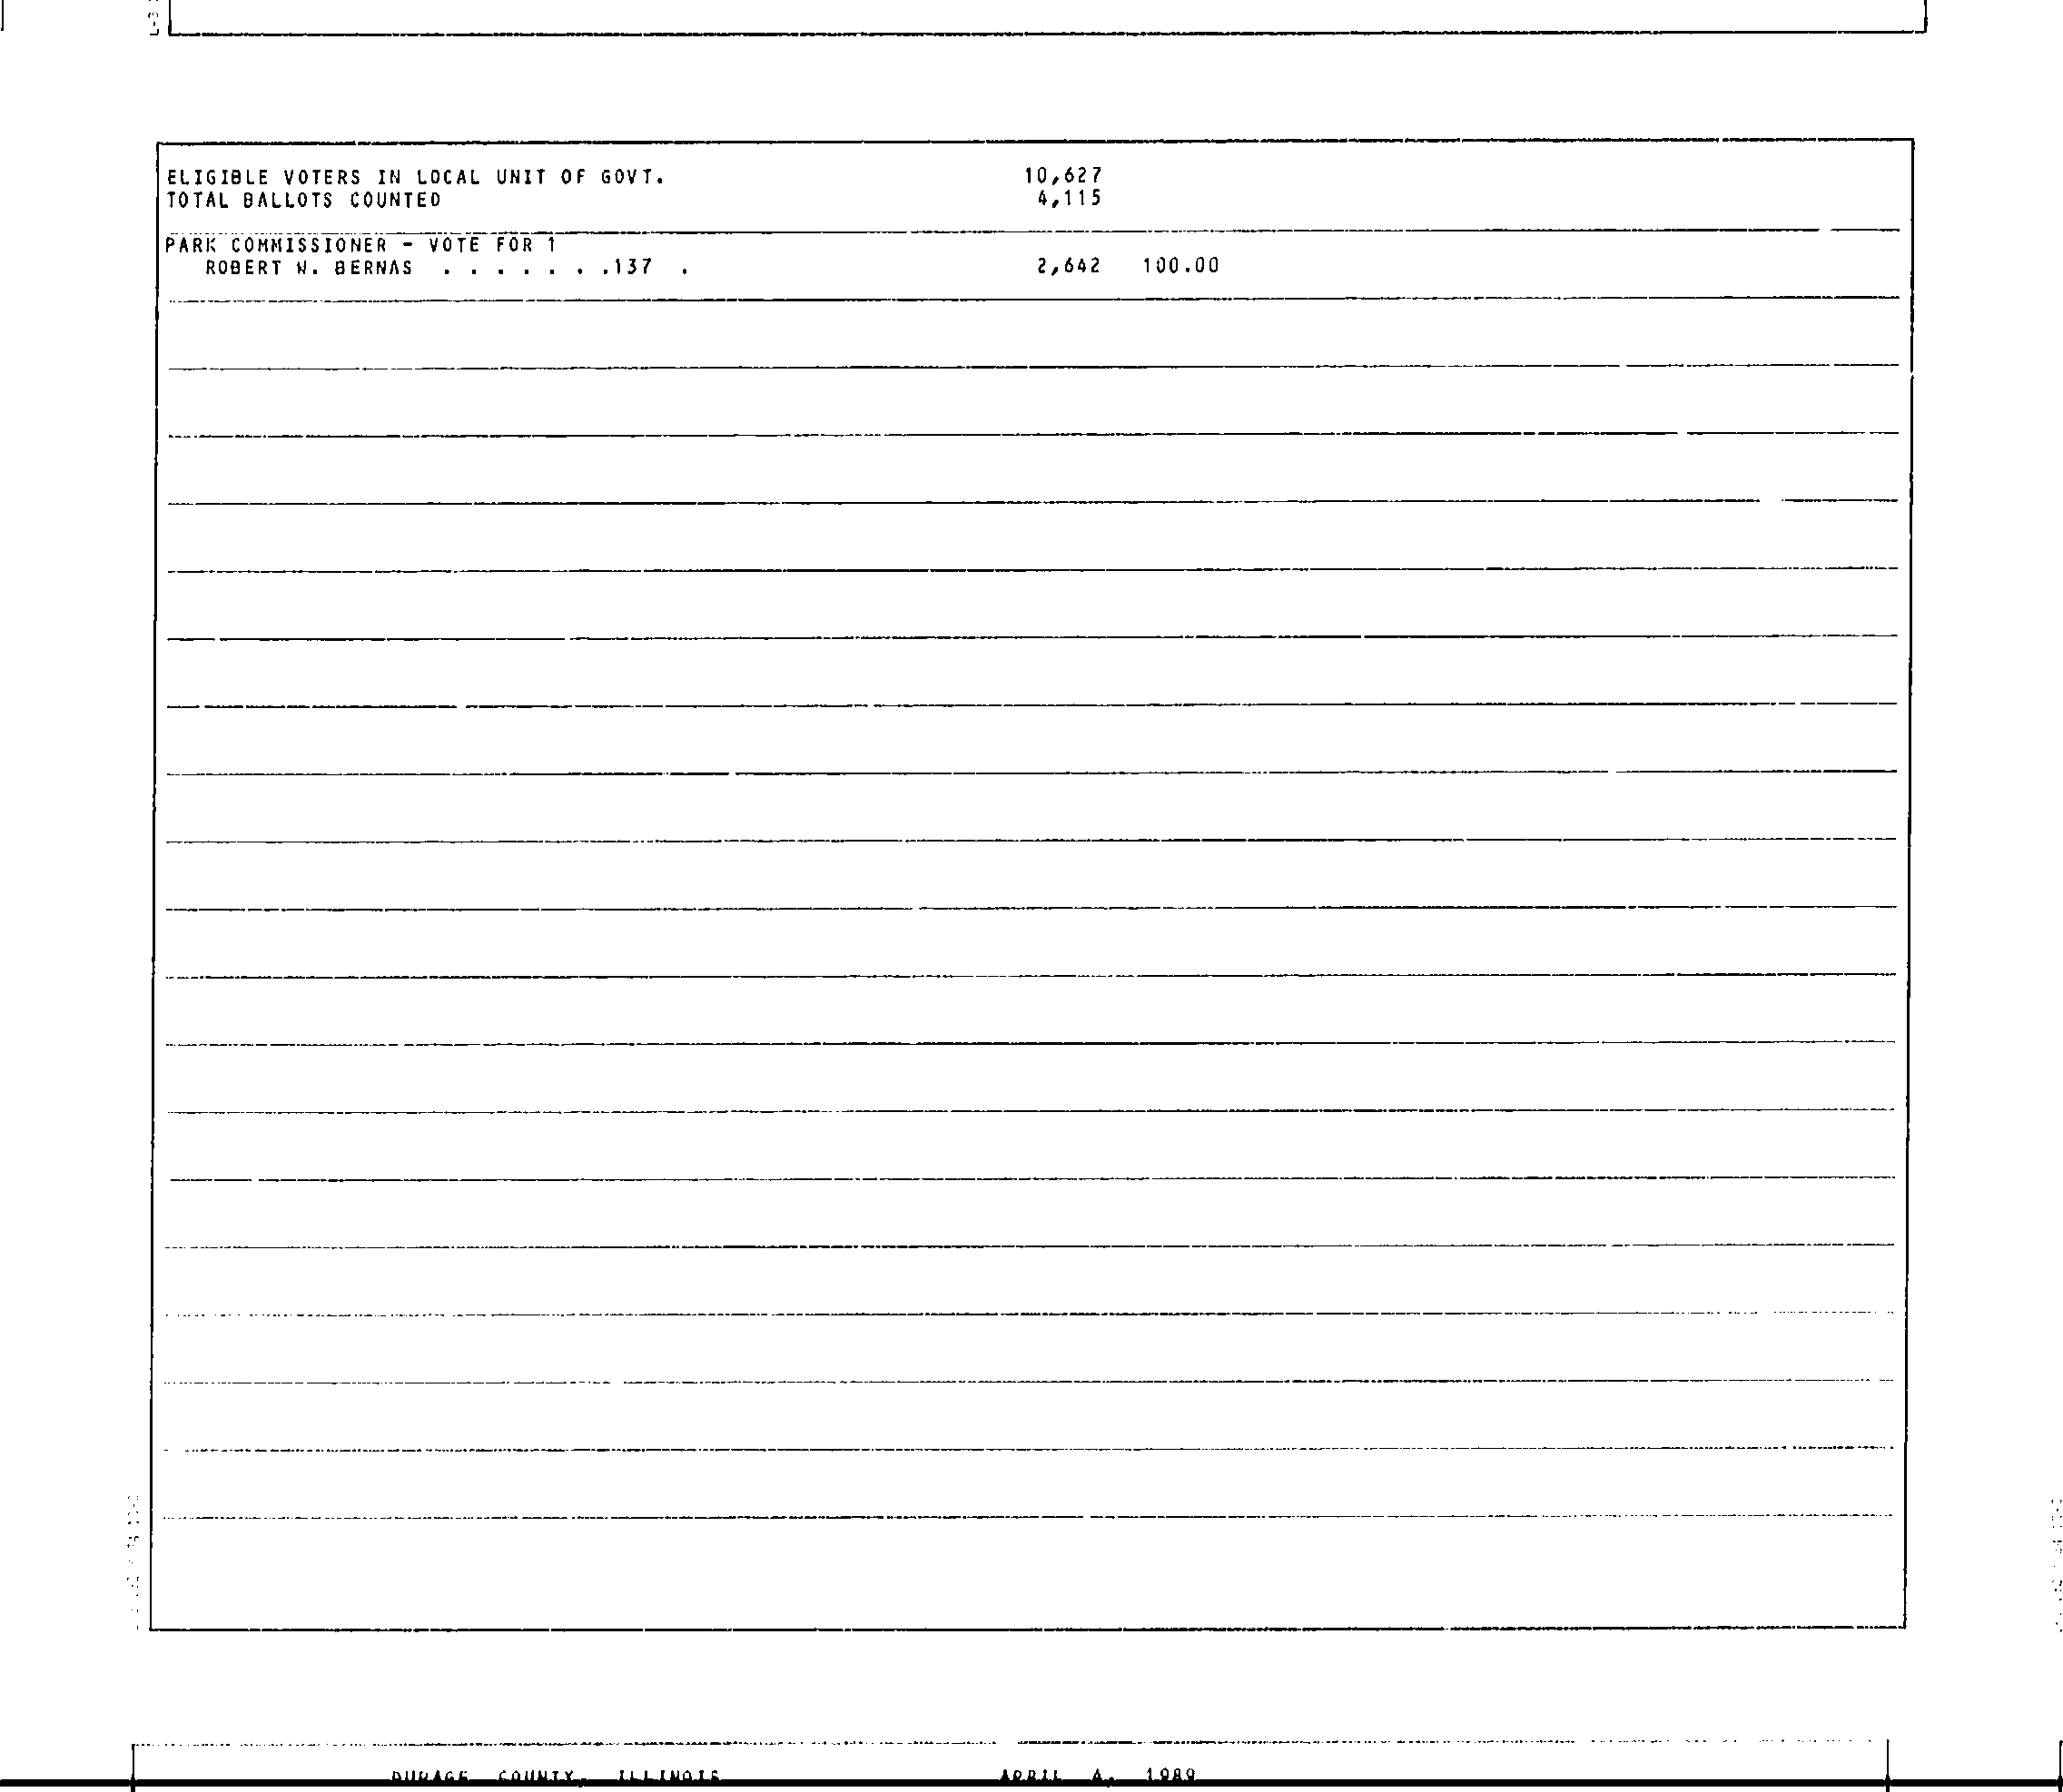 ELIGIBLE VOTERS IN LOCAL UNIT OF GOVT. 10,627
TOTAL BALLOTS COUNTED 4,115
PARK COMMISSIONER - VOTE FOR 1
ROBERT W. BERNAS . . . . . . .137 . 2,642 100.00
DUPAGE COUNTY, ILLINOIS APRIL 4, 1989